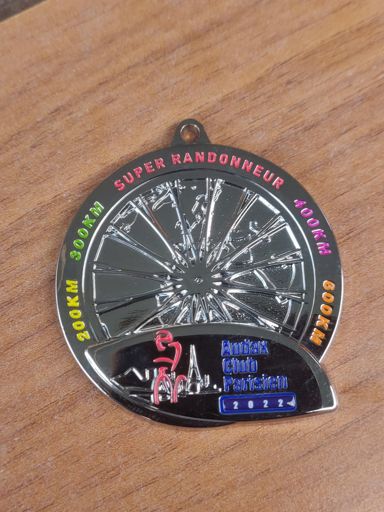 SUPER RANDONNEUR
200KM
300KM
400KM
600KM
Audax
Club
Parisien
2022